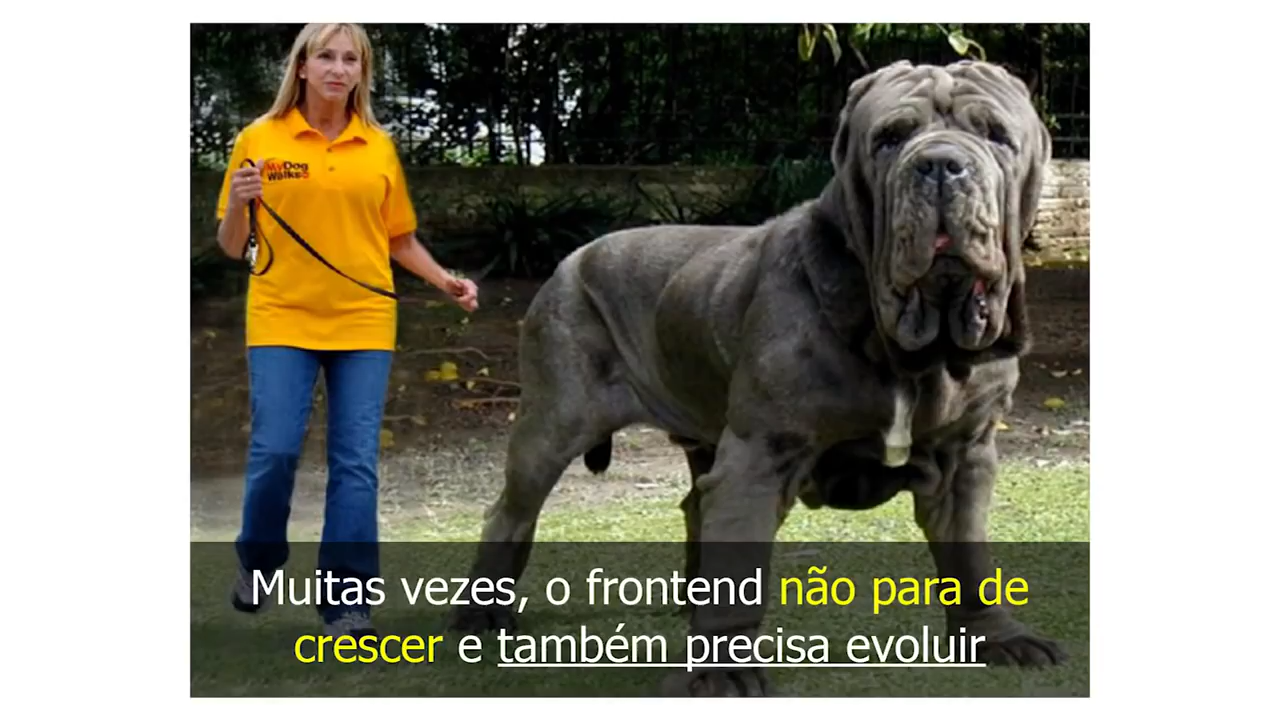 MyDog
Walks
Muitas vezes, o frontend não para de
crescer e também precisa evoluir